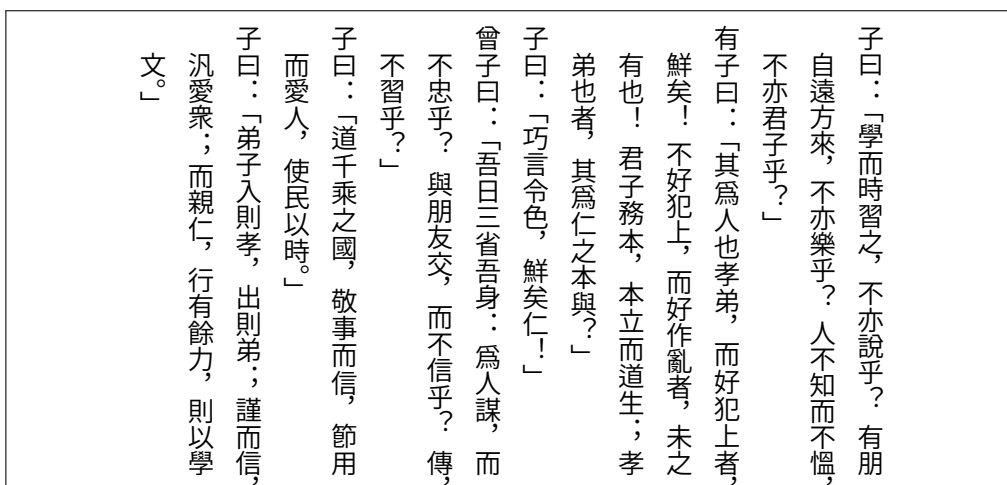 子曰：「學而時習之，不亦說乎？有朋
自遠方來，不亦樂乎？人不知而不慍，
不亦君子乎？」
有子曰：「其爲人也孝弟，而好犯上者，
鮮矣！不好犯上，而好作亂者，未之
有也！君子務本，本立而道生；孝
弟也者，其爲仁之本與？」
子曰：「巧言令色，鮮矣仁！」
曾子曰：「吾日三省吾身：爲人謀，而
不忠乎？與朋友交，而不信乎？傳，
不習乎？」
子曰：「道千乘之國，敬事而信，節用
而愛人，使民以時。」
子曰：「弟子入則孝，出則弟；謹而信，
汎愛衆；而親仁，行有餘力，則以學
文。」